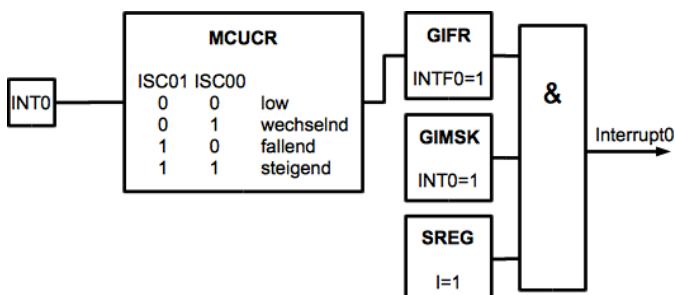 INT0
MCUCR
ISC01 ISC00
0 0 low
0 1 wechselnd
1 0 fallend
1 1 steigend
GIFR
INTF0=1
GIMSK
INT0=1
SREG
I=1
&
Interrupt0